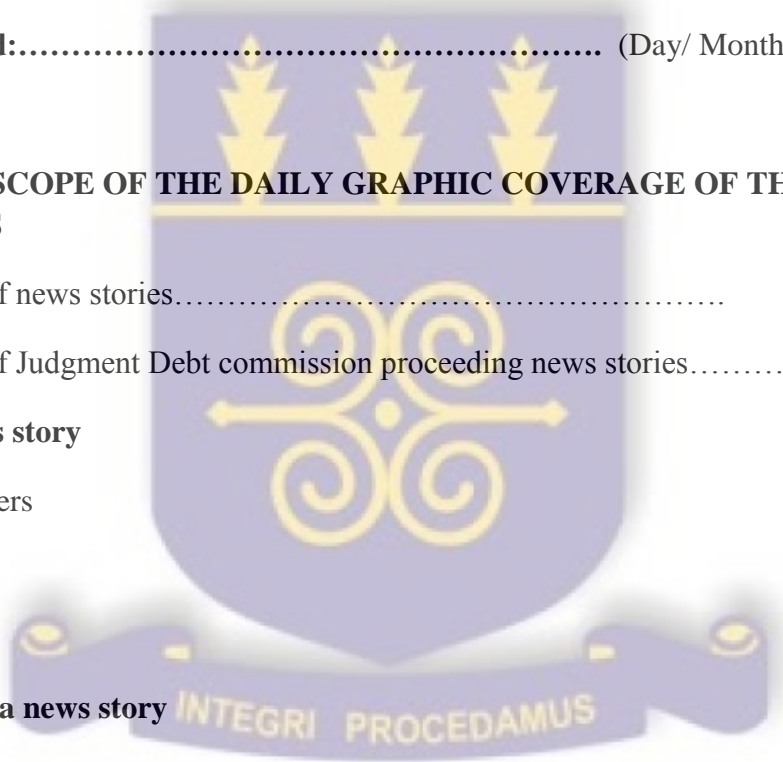 l:………………………………………………. (Day/ Month
SCOPE OF THE DAILY GRAPHIC COVERAGE OF TH
S
f news stories…………………………………………….
f Judgment Debt commission proceeding news stories………
s story
ers
a news story
INTEGRI PROCEDAMUS